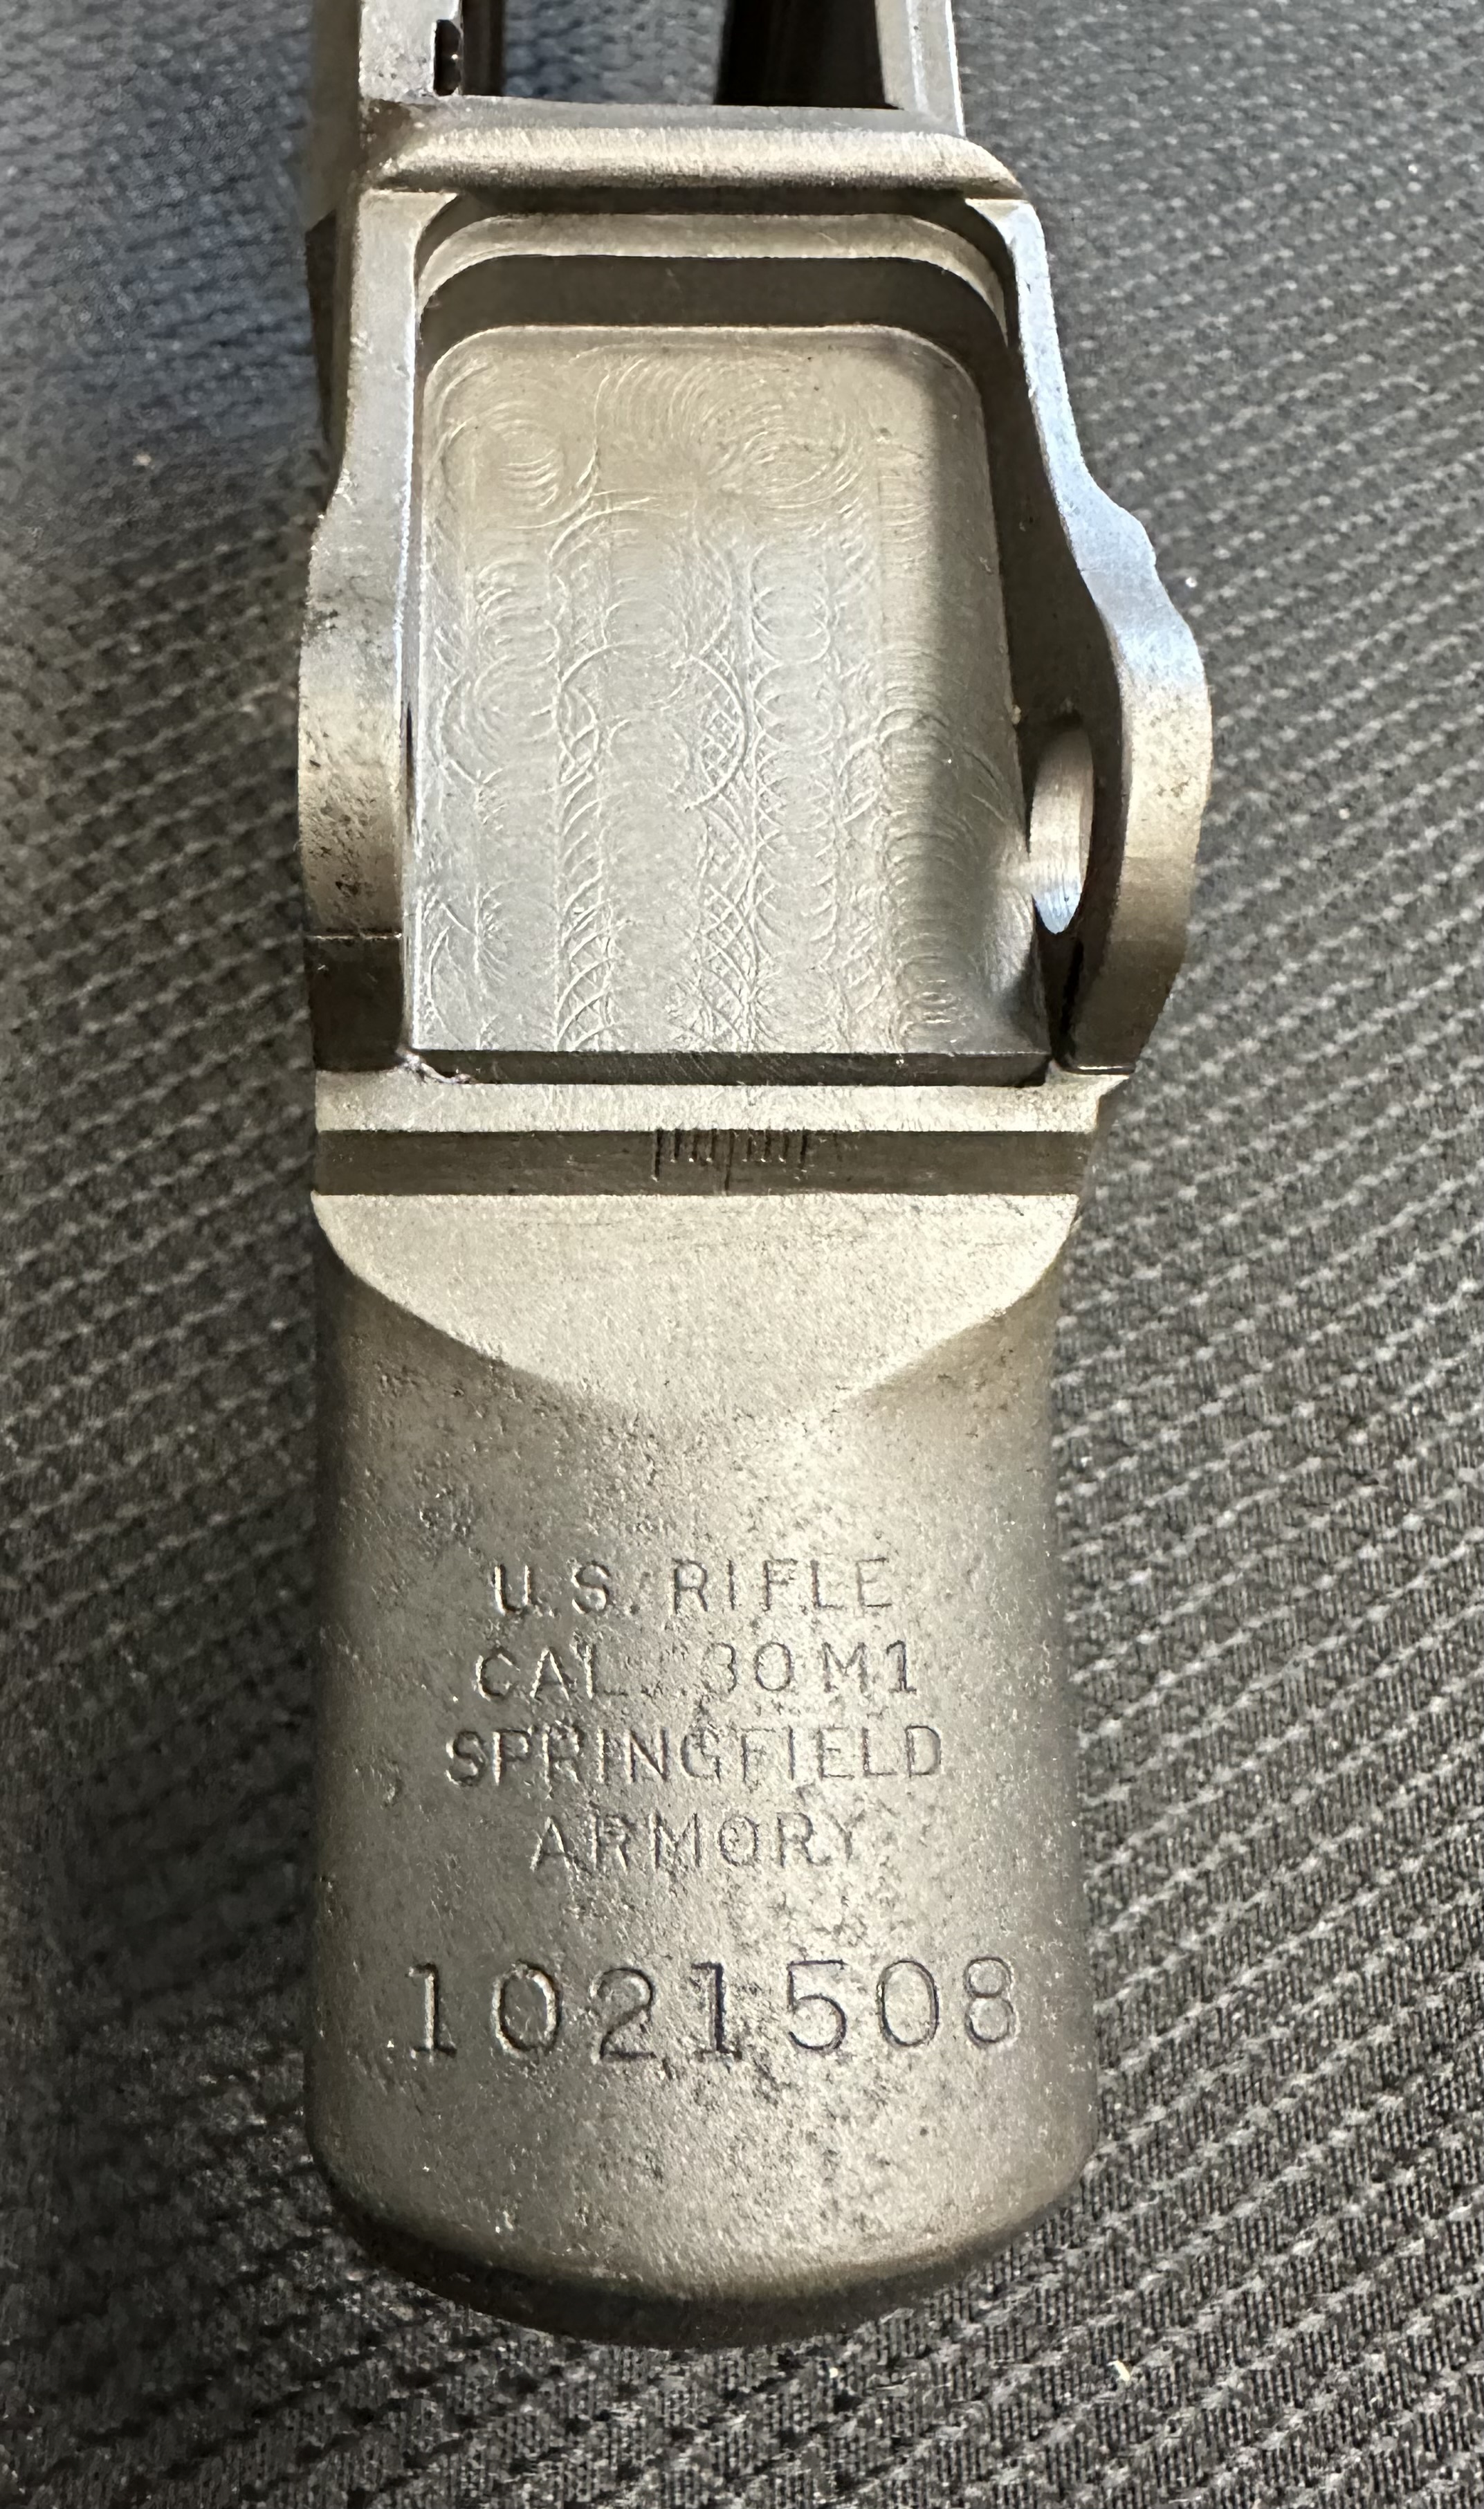 U.S. RIFLE
CAL. .30 M1
SPRINGFIELD
ARMORY
1021508